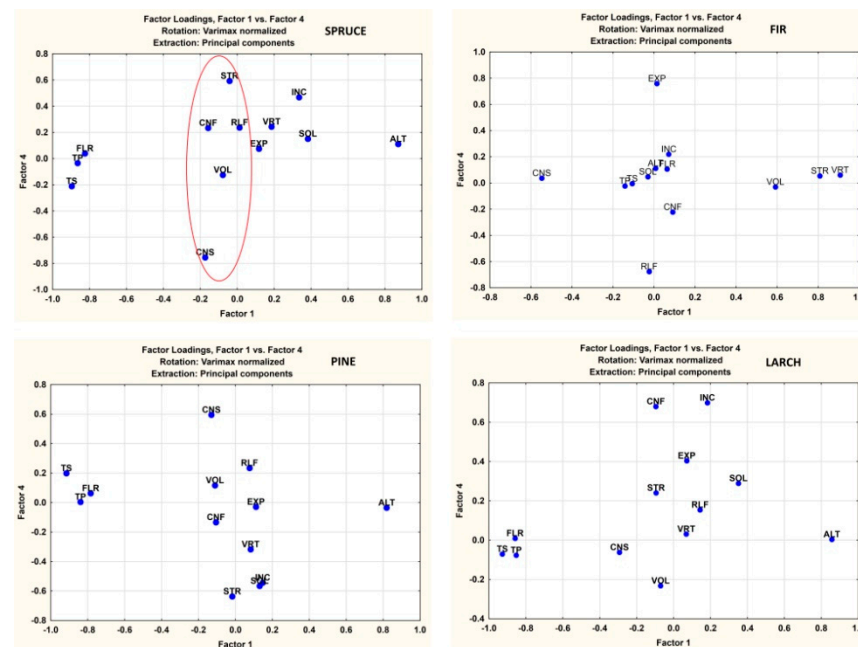 Factor Loadings, Factor 1 vs. Factor 4
Rotation: Varimax normalized
Extraction: Principal components
SPRUCE
0.8
0.6
0.4
0.2
0.0
-0.2
-0.4
-0.6
-0.8
-1.0
Factor 4
STR
INC
CNF
RLF
VRT
SOL
EXP
ALT
FLR
TP
TS
VOL
CNS
-1.0 -0.8 -0.6 -0.4 -0.2 0.0 0.2 0.4 0.6 0.8 1.0
Factor 1
Factor Loadings, Factor 1 vs. Factor 4
Rotation: Varimax normalized
Extraction: Principal components
FIR
1.0
0.8
0.6
0.4
0.2
0.0
-0.2
-0.4
-0.6
-0.8
Factor 4
EXP
INC
ALT
FLR
SOL
CNS
TP
TS
VOL
STR
VRT
CNF
RLF
-0.8 -0.6 -0.4 -0.2 0.0 0.2 0.4 0.6 0.8 1.0
Factor 1
Factor Loadings, Factor 1 vs. Factor 4
Rotation: Varimax normalized
Extraction: Principal components
PINE
0.8
0.6
0.4
0.2
0.0
-0.2
-0.4
-0.6
-0.8
Factor 4
CNS
TS
RLF
FLR
VOL
TP
EXP
ALT
CNF
VRT
INC
SOL
STR
-1.0 -0.8 -0.6 -0.4 -0.2 0.0 0.2 0.4 0.6 0.8 1.0
Factor 1
Factor Loadings, Factor 1 vs. Factor 4
Rotation: Varimax normalized
Extraction: Principal components
LARCH
0.8
0.6
0.4
0.2
0.0
-0.2
-0.4
Factor 4
CNF
INC
EXP
SOL
STR
RLF
VRT
FLR
ALT
TS
TP
CNS
VOL
-1.0 -0.8 -0.6 -0.4 -0.2 0.0 0.2 0.4 0.6 0.8 1.0
Factor 1